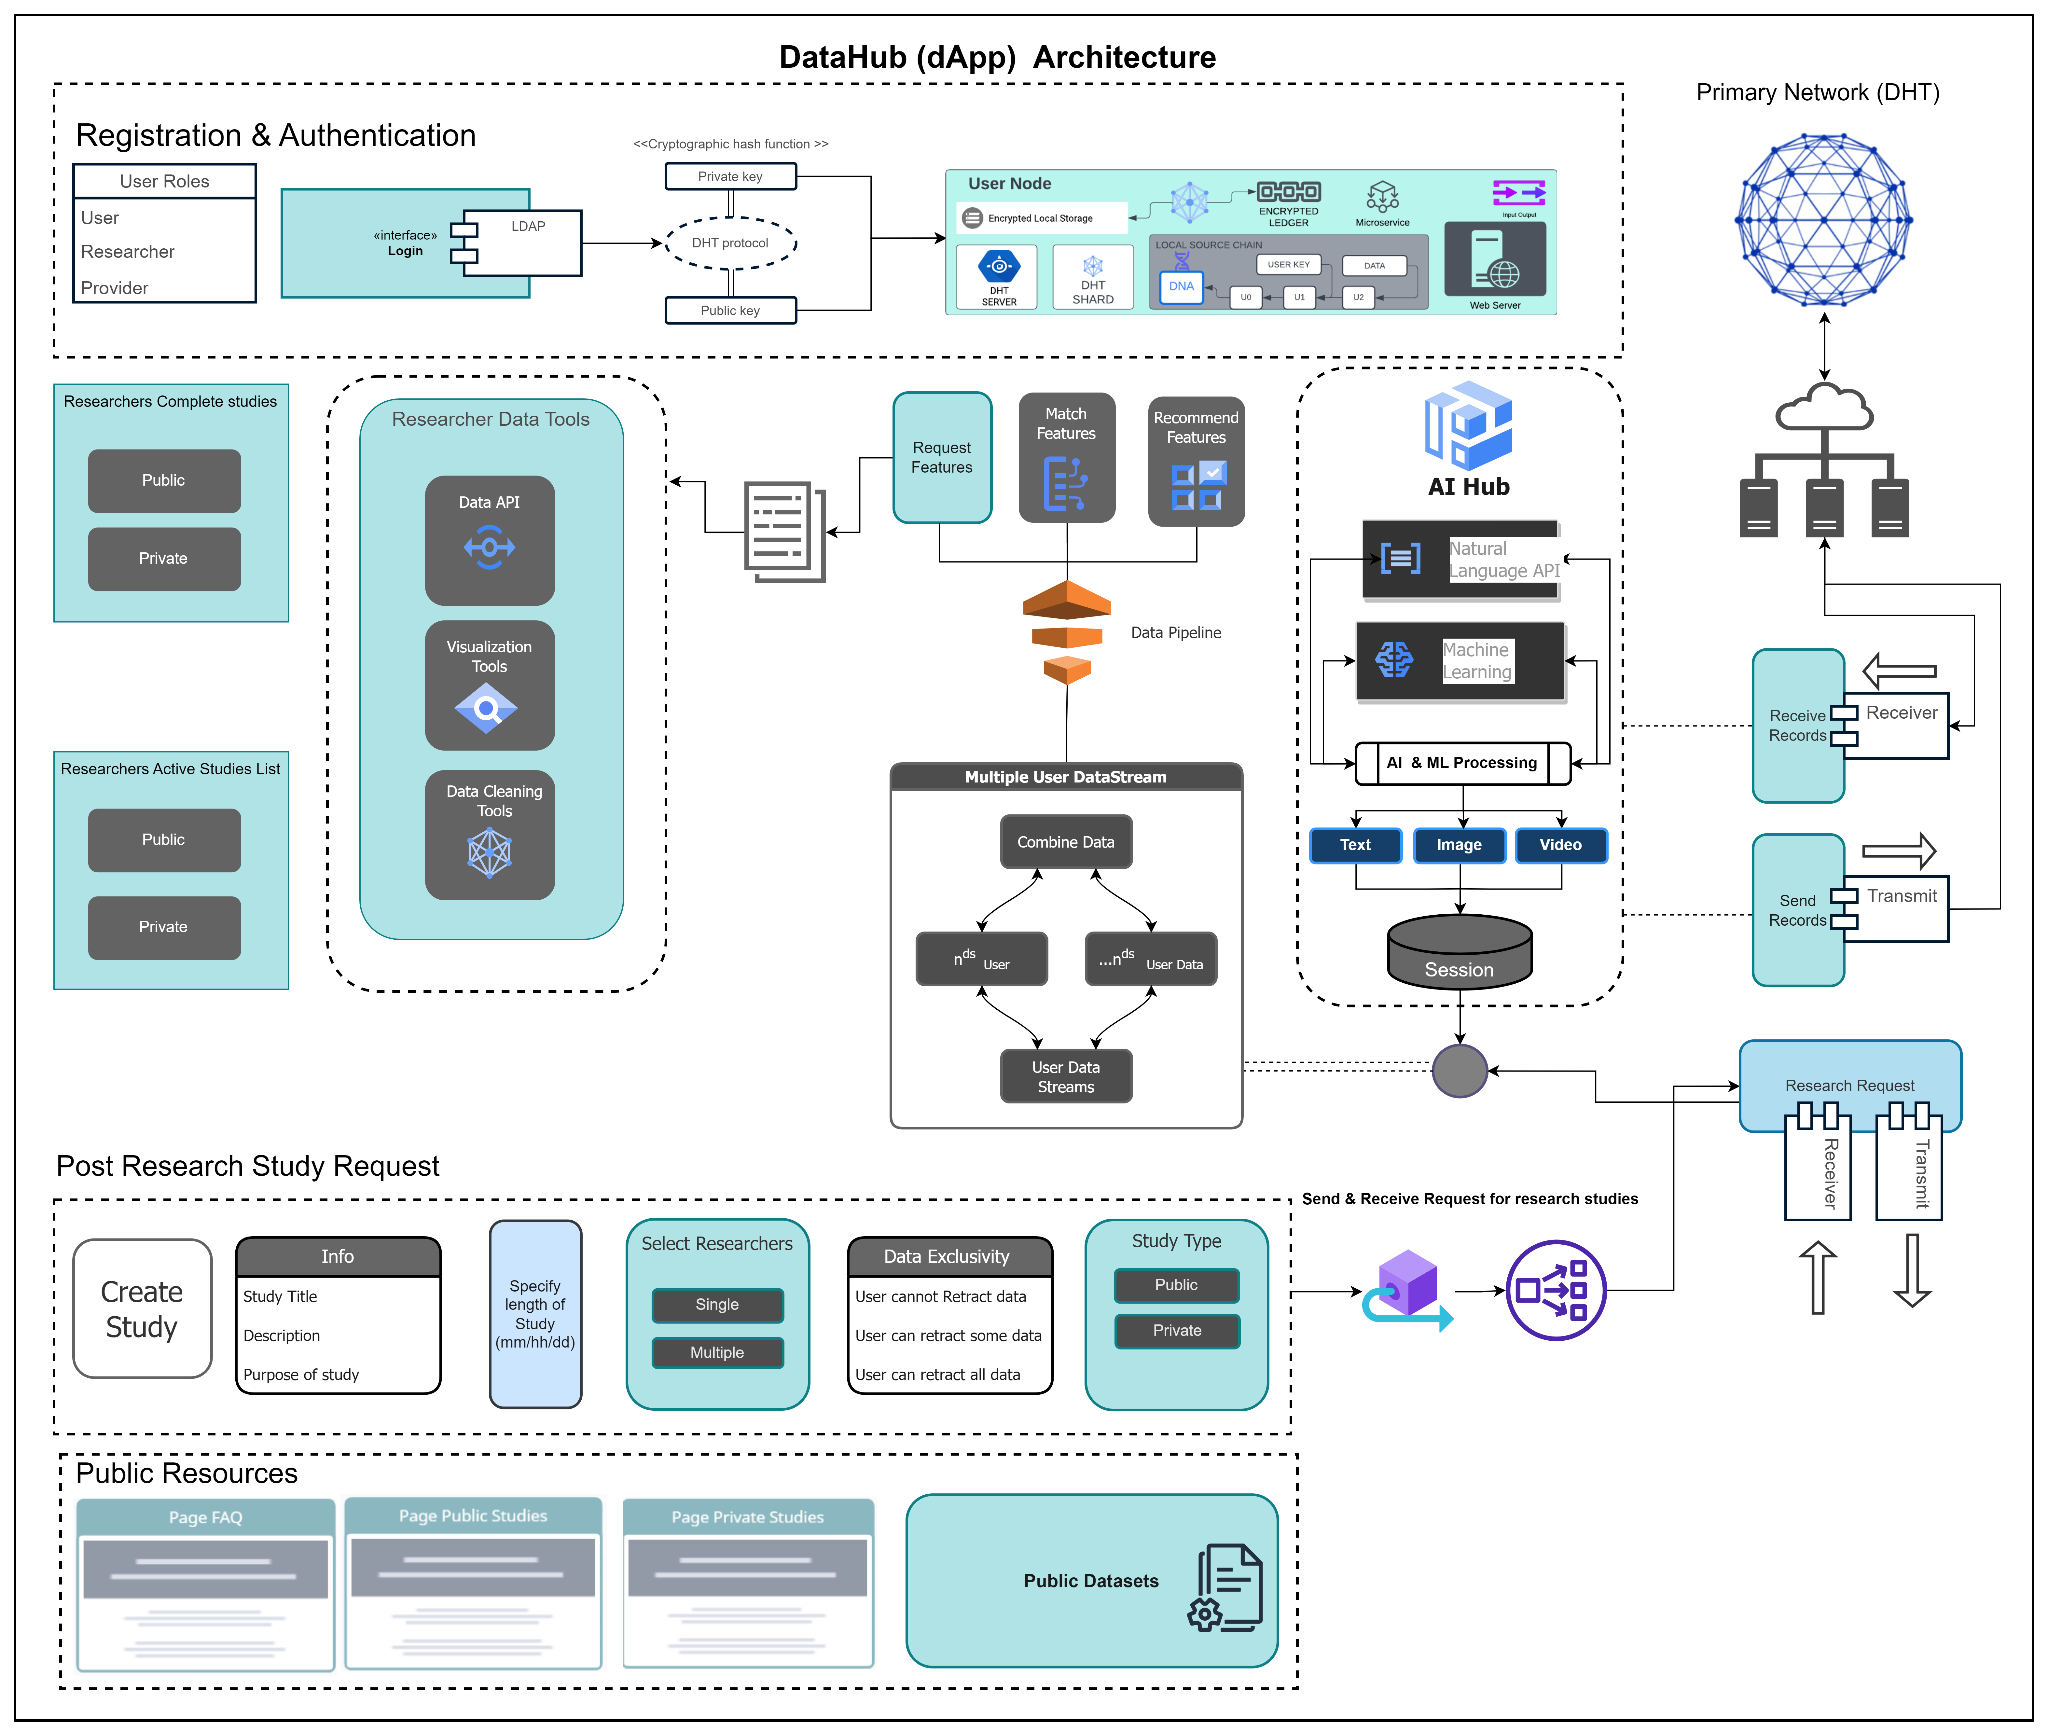 DataHub (dApp)  Architecture
Registration & Authentication
User Roles
User
Researcher
Provider
«interface»
Login
LDAP
<<Cryptographic hash function >>
Private key
DHT protocol
Public key
User Node
Encrypted Local Storage
ENCRYPTED
LEDGER
Microservice
Input Output
DHT
SERVER
DHT
SHARD
LOCAL SOURCE CHAIN
DNA
USER KEY
DATA
U0
U1
U2
Web Server
Primary Network (DHT)
Researchers Complete studies
Public
Private
Researchers Active Studies List
Public
Private
Researcher Data Tools
Data API
Visualization
Tools
Data Cleaning
Tools
Request
Features
Match
Features
Recommend
Features
Data Pipeline
Multiple User DataStream
Combine Data
nds User
...nds User Data
User Data
Streams
AI Hub
Natural
Language API
Machine
Learning
AI  & ML Processing
Text
Image
Video
Session
Receive
Records
Receiver
Send
Records
Transmit
Research Request
Receiver
Transmit
Post Research Study Request
Create
Study
Info
Study Title
Description
Purpose of study
Specify
length of
Study
(mm/hh/dd)
Select Researchers
Single
Multiple
Data Exclusivity
User cannot Retract data
User can retract some data
User can retract all data
Study Type
Public
Private
Send & Receive Request for research studies
Public Resources
Page FAQ
Page Public Studies
Page Private Studies
Public Datasets